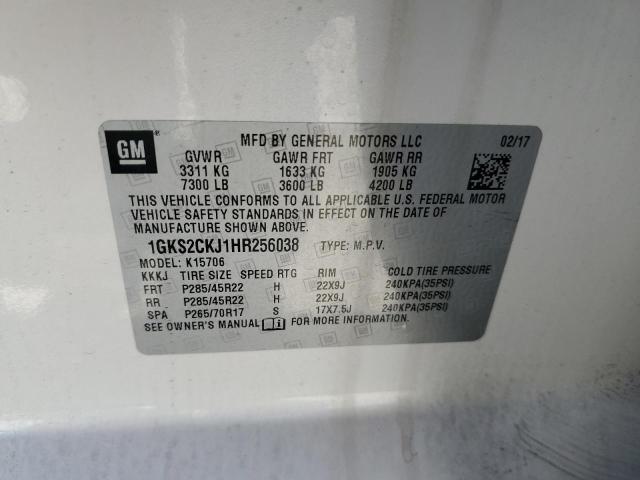 GM ® MFD BY GENERAL MOTORS LLC 02/17
GVWR GAWR FRT GAWR RR
3311 KG 1633 KG 1905 KG
7300 LB 3600 LB 4200 LB
THIS VEHICLE CONFORMS TO ALL APPLICABLE U.S. FEDERAL MOTOR
VEHICLE SAFETY STANDARDS IN EFFECT ON THE DATE OF
MANUFACTURE SHOWN ABOVE.
1GKS2CKJ1HR256038 TYPE: M.P.V.
MODEL: K15706
KKKJ TIRE SIZE SPEED RTG RIM COLD TIRE PRESSURE
FRT P285/45R22 H 22X9J 240KPA(35PSI)
RR P285/45R22 H 22X9J 240KPA(35PSI)
SPA P265/70R17 S 17X7.5J 240KPA(35PSI)
SEE OWNER'S MANUAL FOR MORE INFORMATION.